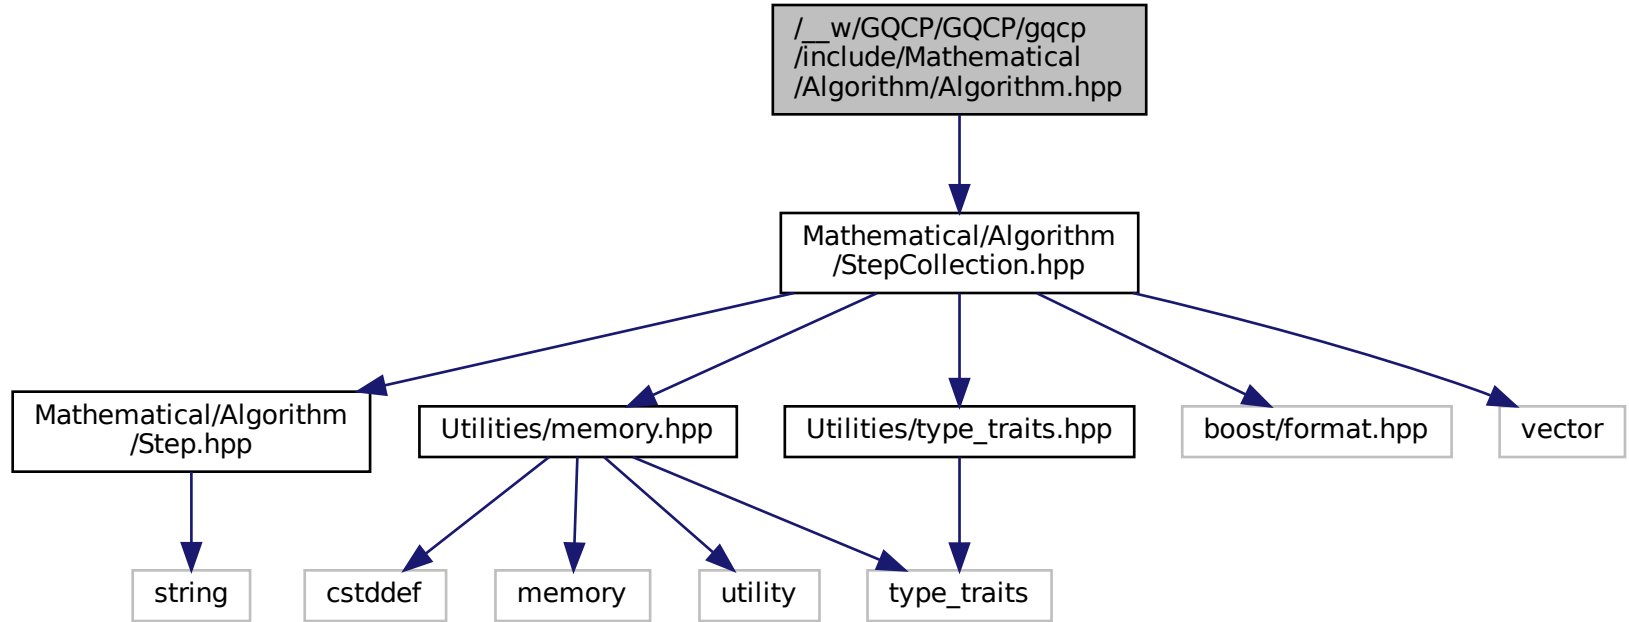 /__w/GQCP/GQCP/gqcp
/include/Mathematical
/Algorithm/Algorithm.hpp
Mathematical/Algorithm
/StepCollection.hpp
Mathematical/Algorithm
/Step.hpp
Utilities/memory.hpp
Utilities/type_traits.hpp
boost/format.hpp
vector
string
cstddef
memory
utility
type_traits